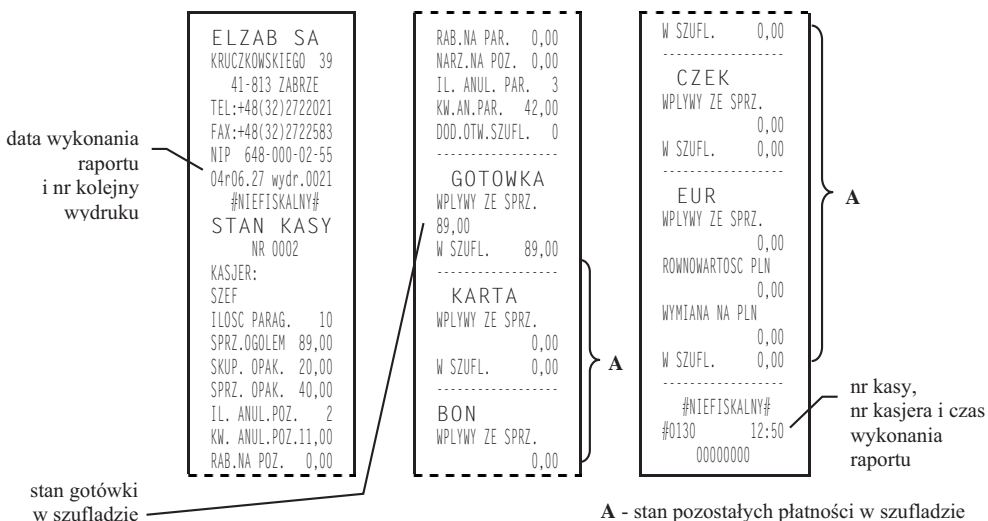 ELZAB SA
KRUCZKOWSKIEGO 39
41-813 ZABRZE
TEL:+48(32)2722021
FAX:+48(32)2722583
NIP 648-000-02-55
04r06.27 wydr.0021
#NIEFISKALNY#
STAN KASY
NR 0002
KASJER:
SZEF
ILOSC PARAG. 10
SPRZ.OGOLEM 89,00
SKUP. OPAK. 20,00
SPRZ. OPAK. 40,00
IL. ANUL.POZ. 2
KW. ANUL.POZ.11,00
RAB.NA POZ. 0,00
data wykonania
raportu
i nr kolejny
wydruku
stan gotówki
w szufladzie
RAB.NA PAR. 0,00
NARZ.NA POZ. 0,00
IL. ANUL. PAR. 3
KW.AN.PAR. 42,00
DOD.OTW.SZUFL. 0
------------------
GOTOWKA
WPLYWY ZE SPRZ.
89,00
W SZUFL. 89,00
------------------
KARTA
WPLYWY ZE SPRZ.
0,00
W SZUFL. 0,00
------------------
BON
WPLYWY ZE SPRZ.
0,00
A
W SZUFL. 0,00
------------------
CZEK
WPLYWY ZE SPRZ.
0,00
W SZUFL. 0,00
------------------
EUR
WPLYWY ZE SPRZ.
0,00
ROWNOWARTOSC PLN
0,00
WYMIANA NA PLN
0,00
W SZUFL. 0,00
------------------
#NIEFISKALNY#
#0130 12:50
00000000
A
nr kasy,
nr kasjera i czas
wykonania
raportu
A - stan pozostałych płatności w szufladzie